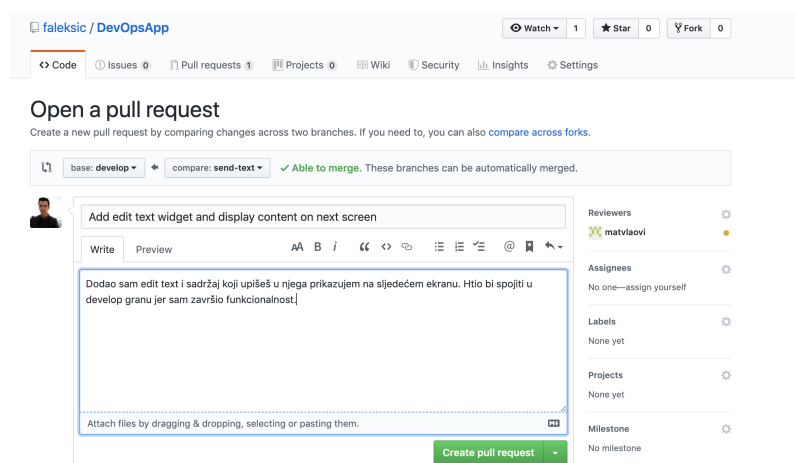 faleksic / DevOpsApp
Watch 1 Star 0 Fork 0
Code Issues 0 Pull requests 1 Projects 0 Wiki Security Insights Settings
Open a pull request
Create a new pull request by comparing changes across two branches. If you need to, you can also compare across forks.
base: develop compare: send-text Able to merge. These branches can be automatically merged.
Add edit text widget and display content on next screen
Write Preview
AA B i
Dodao sam edit text i sadržaj koji upišeš u njega prikazujem na sljedećem ekranu. Htio bi spojiti u
develop granu jer sam završio funkcionalnost.
Attach files by dragging & dropping, selecting or pasting them.
Create pull request
Reviewers
matvlaovi
Assignees
No one—assign yourself
Labels
None yet
Projects
None yet
Milestone
No milestone